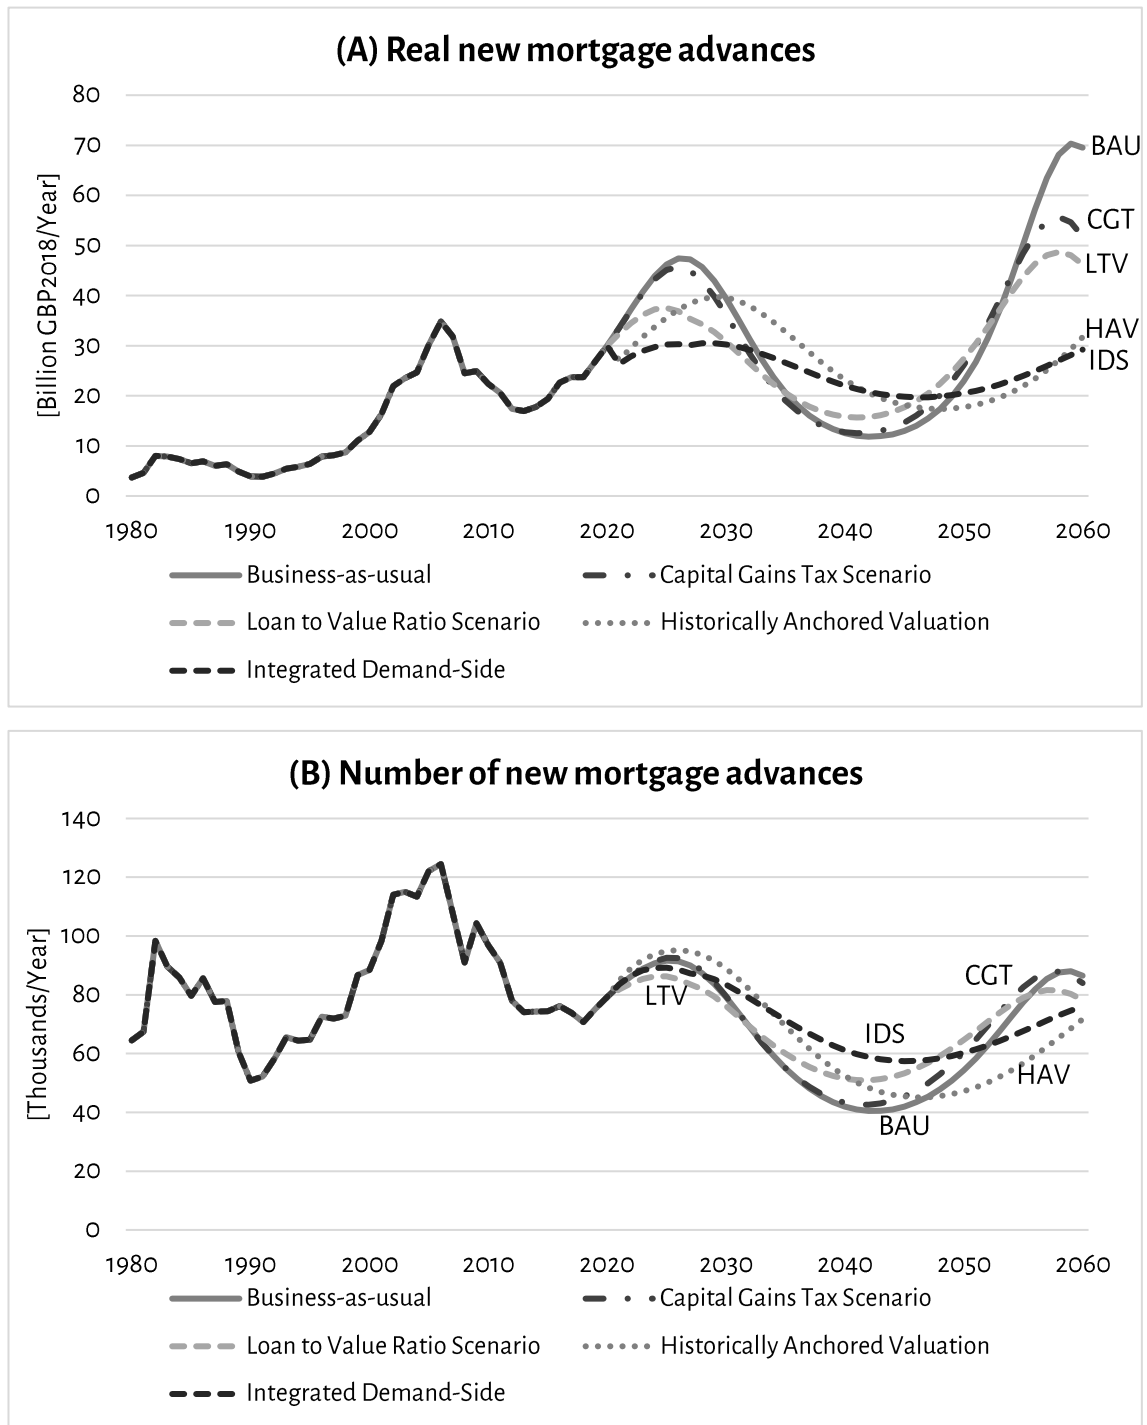 (A) Real new mortgage advances
[Billion GBP2018/Year]
80
70
60
50
40
30
20
10
0
BAU
CGT
LTV
HAV
IDS
1980 1990 2000 2010 2020 2030 2040 2050 2060
Business-as-usual Capital Gains Tax Scenario
Loan to Value Ratio Scenario Historically Anchored Valuation
Integrated Demand-Side
(B) Number of new mortgage advances
[Thousands/Year]
140
120
100
80
60
40
20
0
CGT
LTV
IDS
HAV
BAU
1980 1990 2000 2010 2020 2030 2040 2050 2060
Business-as-usual Capital Gains Tax Scenario
Loan to Value Ratio Scenario Historically Anchored Valuation
Integrated Demand-Side